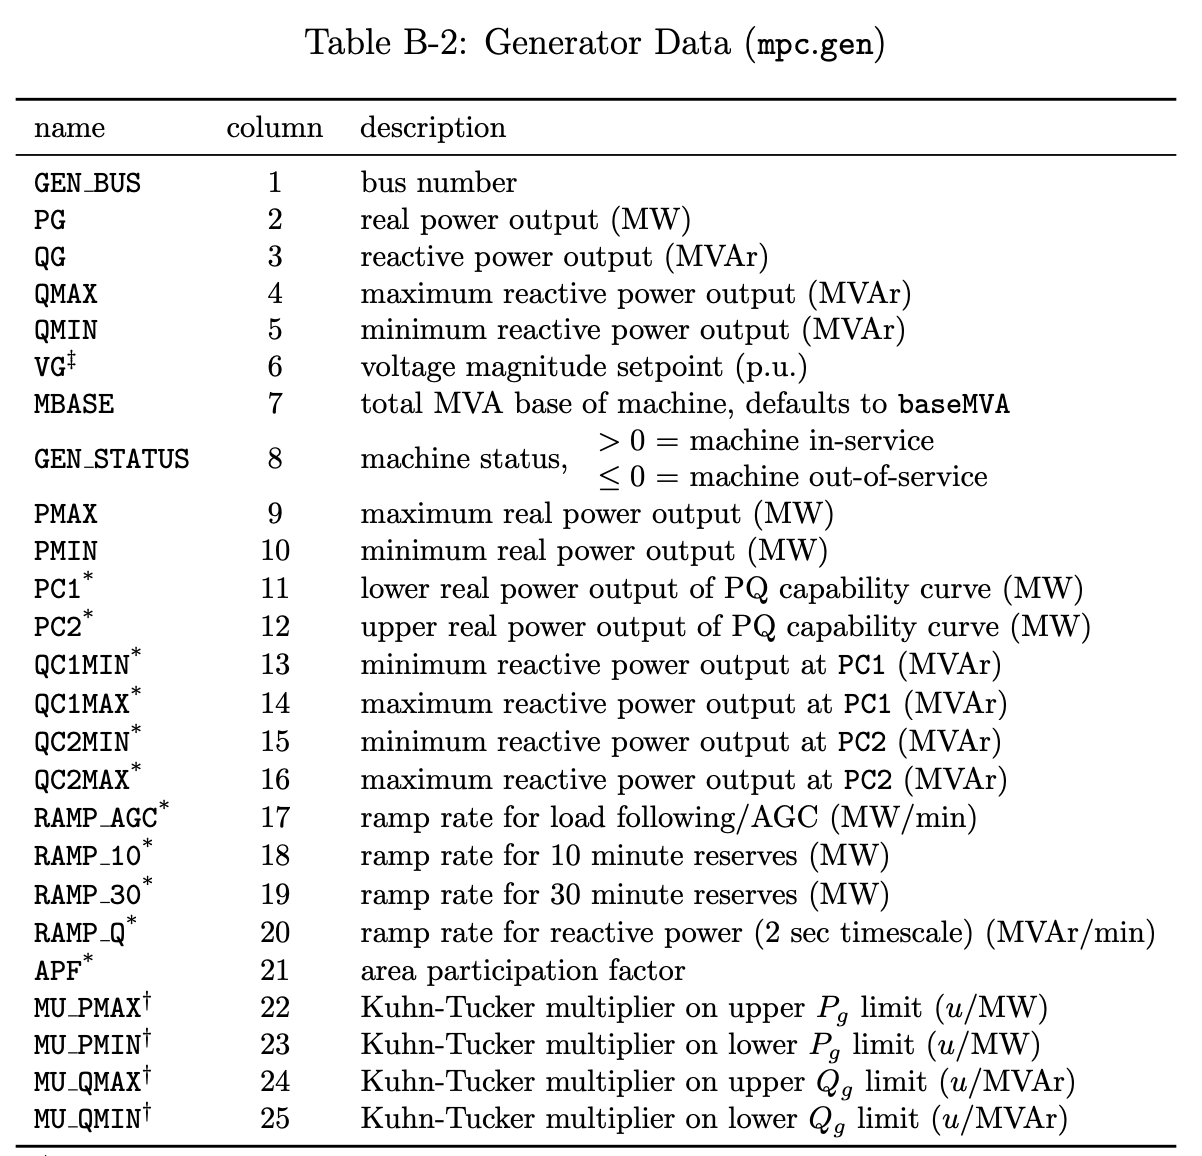 Table B-2: Generator Data (mpc.gen)
name column description
GEN_BUS 1 bus number
PG 2 real power output (MW)
QG 3 reactive power output (MVAr)
QMAX 4 maximum reactive power output (MVAr)
QMIN 5 minimum reactive power output (MVAr)
VG‡ 6 voltage magnitude setpoint (p.u.)
MBASE 7 total MVA base of machine, defaults to baseMVA
> 0 = machine in-service
GEN_STATUS 8 machine status,
≤ 0 = machine out-of-service
PMAX 9 maximum real power output (MW)
PMIN 10 minimum real power output (MW)
PC1* 11 lower real power output of PQ capability curve (MW)
PC2* 12 upper real power output of PQ capability curve (MW)
QC1MIN* 13 minimum reactive power output at PC1 (MVAr)
QC1MAX* 14 maximum reactive power output at PC1 (MVAr)
QC2MIN* 15 minimum reactive power output at PC2 (MVAr)
QC2MAX* 16 maximum reactive power output at PC2 (MVAr)
RAMP_AGC* 17 ramp rate for load following/AGC (MW/min)
RAMP_10* 18 ramp rate for 10 minute reserves (MW)
RAMP_30* 19 ramp rate for 30 minute reserves (MW)
RAMP_Q* 20 ramp rate for reactive power (2 sec timescale) (MVAr/min)
APF* 21 area participation factor
MU_PMAX† 22 Kuhn-Tucker multiplier on upper Pg limit (u/MW)
MU_PMIN† 23 Kuhn-Tucker multiplier on lower Pg limit (u/MW)
MU_QMAX† 24 Kuhn-Tucker multiplier on upper Qg limit (u/MVAr)
MU_QMIN† 25 Kuhn-Tucker multiplier on lower Qg limit (u/MVAr)